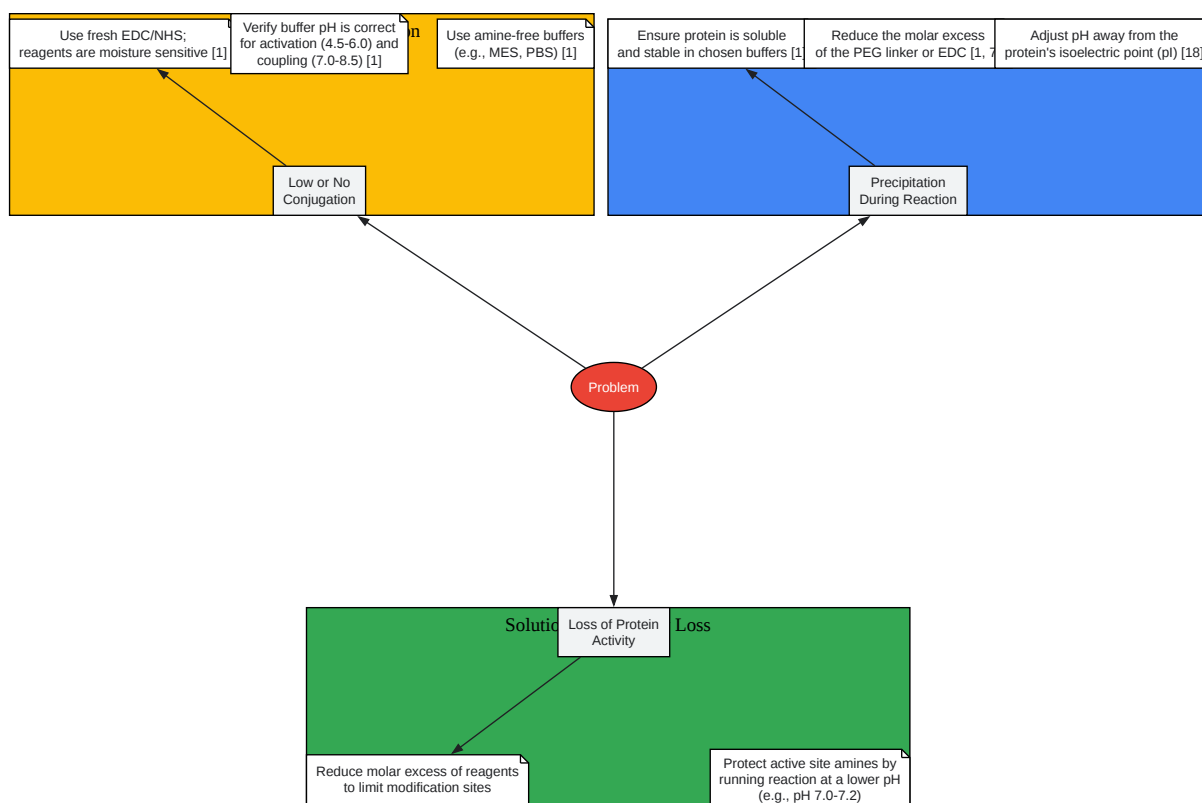 Use fresh EDC/NHS;
reagents are moisture sensitive [1]
Verify buffer pH is correct
for activation (4.5-6.0) and
coupling (7.0-8.5) [1]
on
Use amine-free buffers
(e.g., MES, PBS) [1]
Low or No
Conjugation
Ensure protein is soluble
and stable in chosen buffers [1]
Reduce the molar excess
of the PEG linker or EDC [1, 7
Adjust pH away from the
protein's isoelectric point (pI) [18]
Precipitation
During Reaction
Problem
Loss of Protein
Activity
Loss
Reduce molar excess of reagents
to limit modification sites
Protect active site amines by
running reaction at a lower pH
(e.g., pH 7.0-7.2)